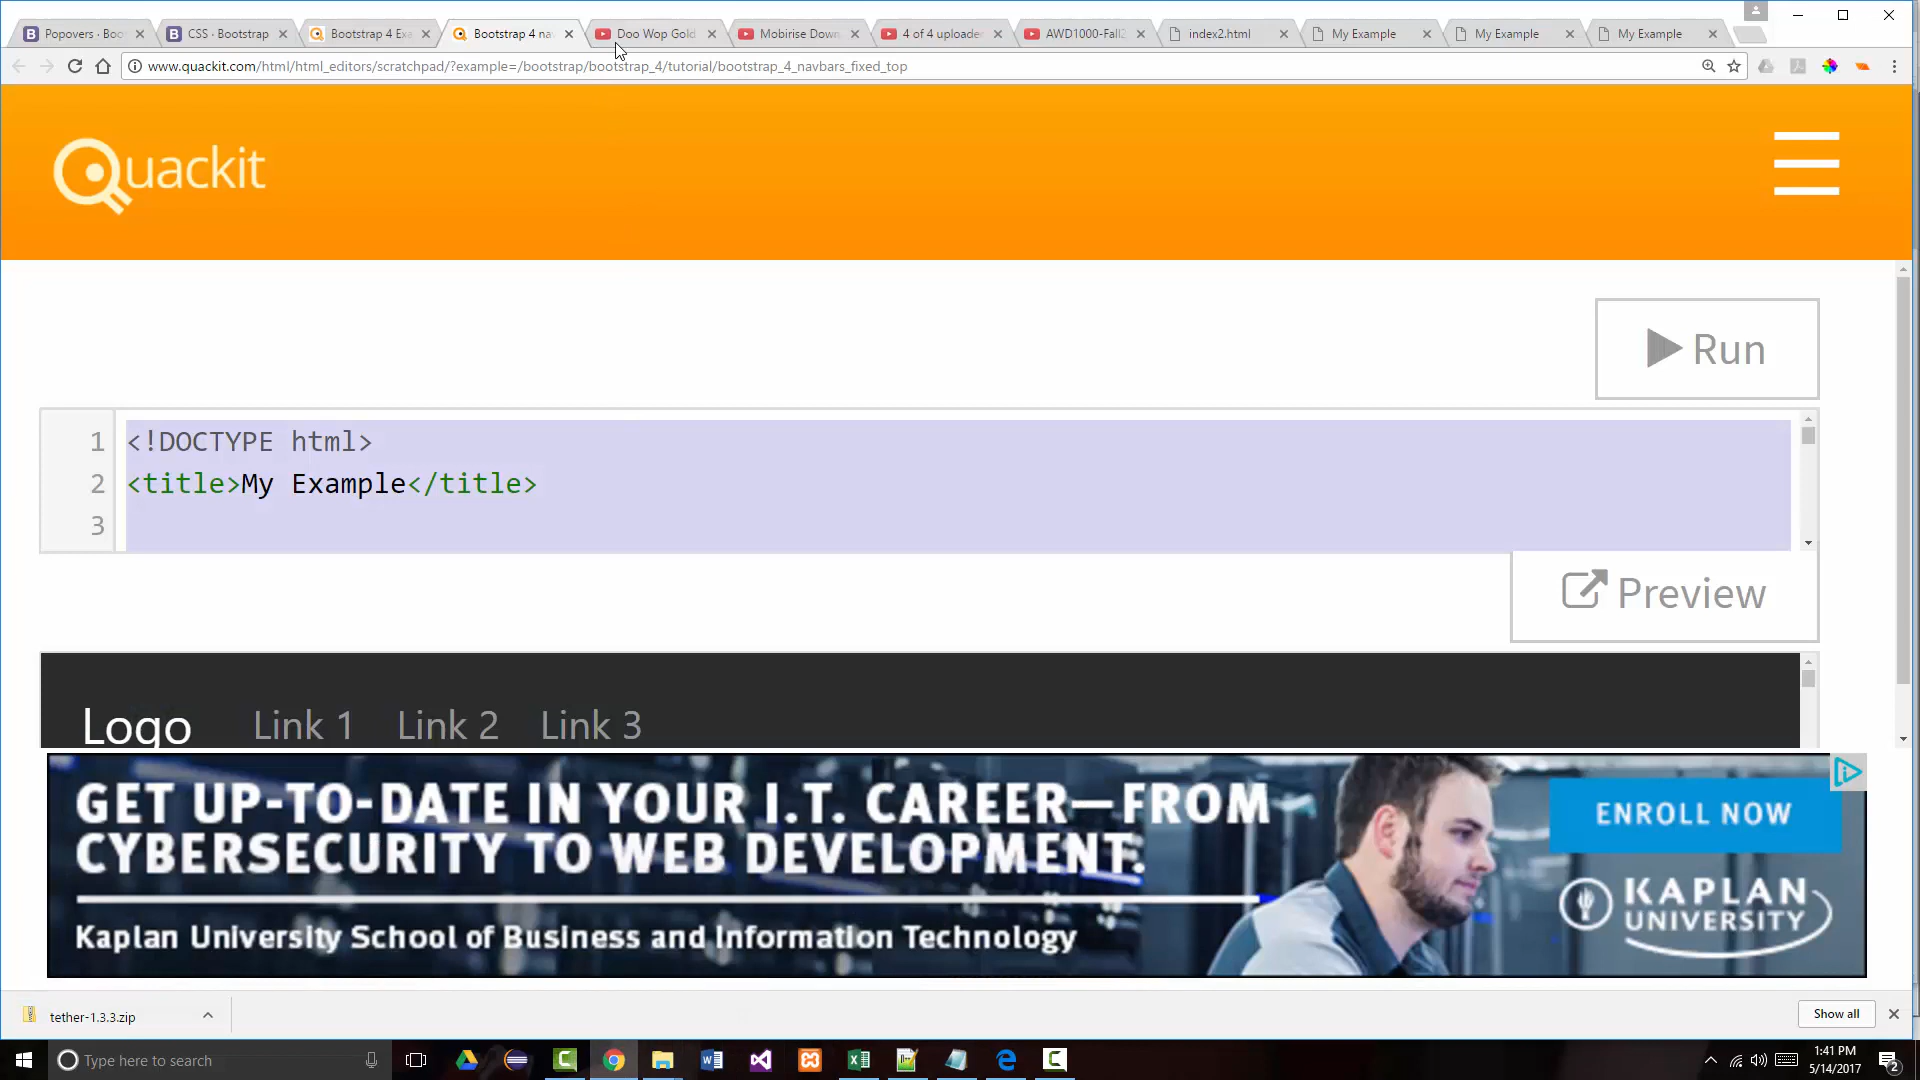 Popovers · Boo
CSS · Bootstrap
Bootstrap 4 Exa
Bootstrap 4 nav
Doo Wop Gold
Mobirise Down
4 of 4 uploade
AWD1000-Fall2
index2.html
My Example
My Example
My Example
www.quackit.com/html/html_editors/scratchpad/?example=/bootstrap/bootstrap_4/tutorial/bootstrap_4_navbars_fixed_top
Quackit
Run
1 <!DOCTYPE html>
2 <title>My Example</title>
3
Preview
Logo Link 1 Link 2 Link 3
GET UP-TO-DATE IN YOUR I.T. CAREER—FROM
CYBERSECURITY TO WEB DEVELOPMENT.
Kaplan University School of Business and Information Technology
ENROLL NOW
KAPLAN
UNIVERSITY
tether-1.3.3.zip
Show all
Type here to search
1:41 PM
5/14/2017
2